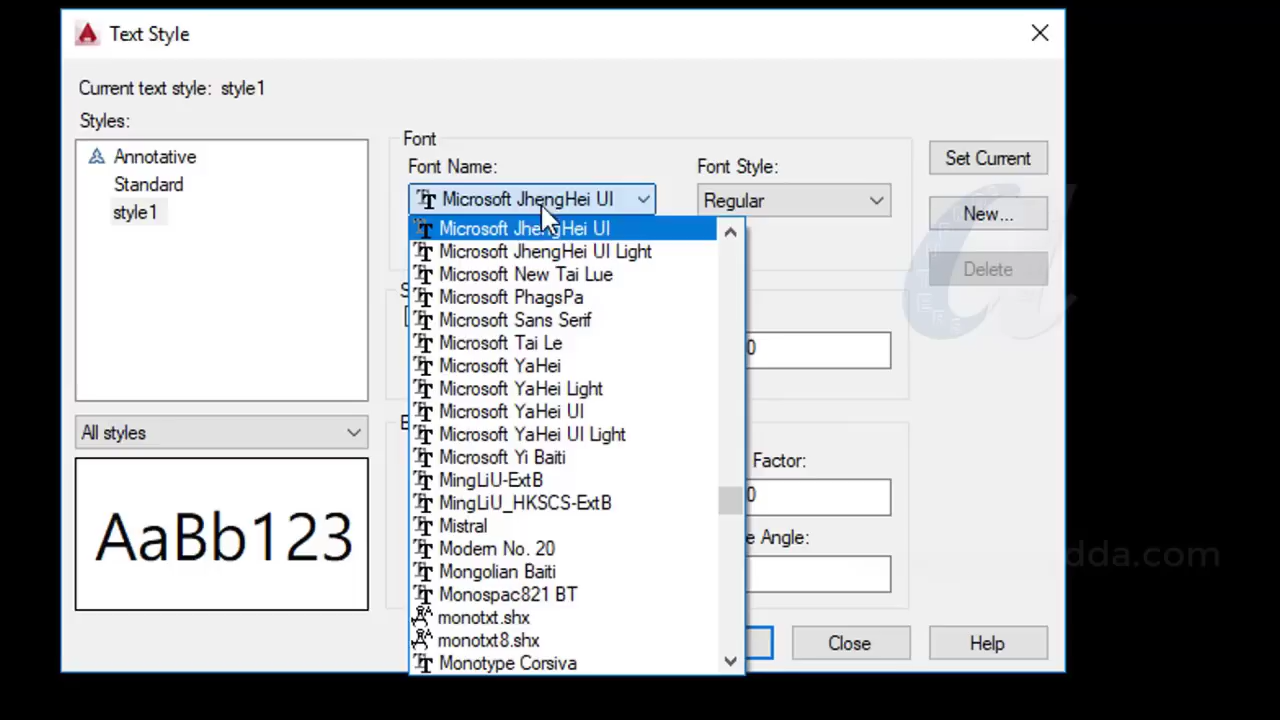 Text Style
Current text style: style1
Styles:
Annotative
Standard
style1
All styles
AaBb123
Font
Font Name:
Microsoft JhengHei UI
Font Style:
Regular
Microsoft JhengHei UI
Microsoft JhengHei UI Light
Microsoft New Tai Lue
Microsoft PhagsPa
Microsoft Sans Serif
Microsoft Tai Le
Microsoft YaHei
Microsoft YaHei Light
Microsoft YaHei UI
Microsoft YaHei UI Light
Microsoft Yi Baiti
MingLiU-ExtB
MingLiU_HKSCS-ExtB
Mistral
Modern No. 20
Mongolian Baiti
Monospac821 BT
monotxt.shx
monotxt8.shx
Monotype Corsiva
Factor:
Angle:
Set Current
New...
Delete
Close
Help
dda.com